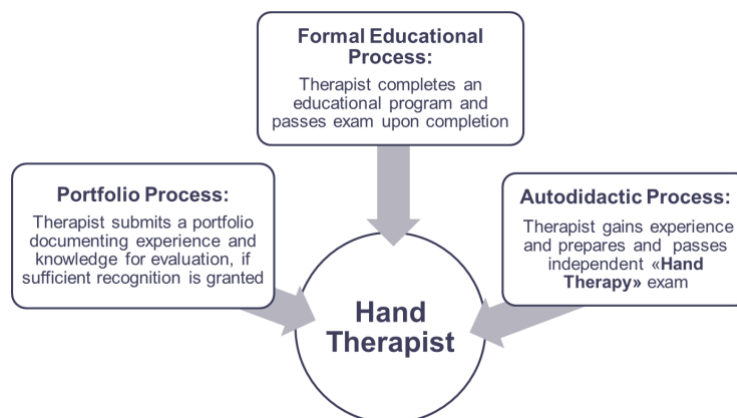 Formal Educational
Process:
Therapist completes an
educational program and
passes exam upon completion
Portfolio Process:
Therapist submits a portfolio
documenting experience and
knowledge for evaluation, if
sufficient recognition is granted
Autodidactic Process:
Therapist gains experience
and prepares and passes
independent «Hand
Therapy» exam
Hand
Therapist